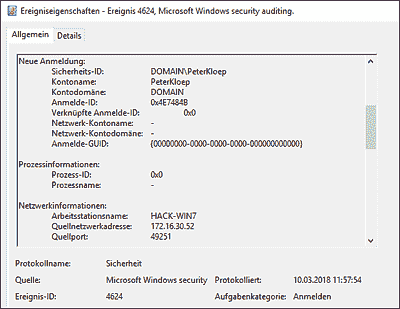 Ereigniseigenschaften - Ereignis 4624, Microsoft Windows security auditing.
Allgemein Details
Neue Anmeldung:
Sicherheits-ID: DOMAIN\PeterKloep
Kontoname: PeterKloep
Kontodomäne: DOMAIN
Anmelde-ID: 0x4E7484B
Verknüpfte Anmelde-ID: 0x0
Netzwerk-Kontoname: -
Netzwerk-Kontodomäne: -
Anmelde-GUID: {00000000-0000-0000-0000-000000000000}
Prozessinformationen:
Prozess-ID: 0x0
Prozessname: -
Netzwerkinformationen:
Arbeitsstationsname: HACK-WIN7
Quellnetzwerkadresse: 172.16.30.52
Quellport: 49251
Protokollname: Sicherheit
Quelle: Microsoft Windows security Protokolliert: 10.03.2018 11:57:54
Ereignis-ID: 4624 Aufgabenkategorie: Anmelden